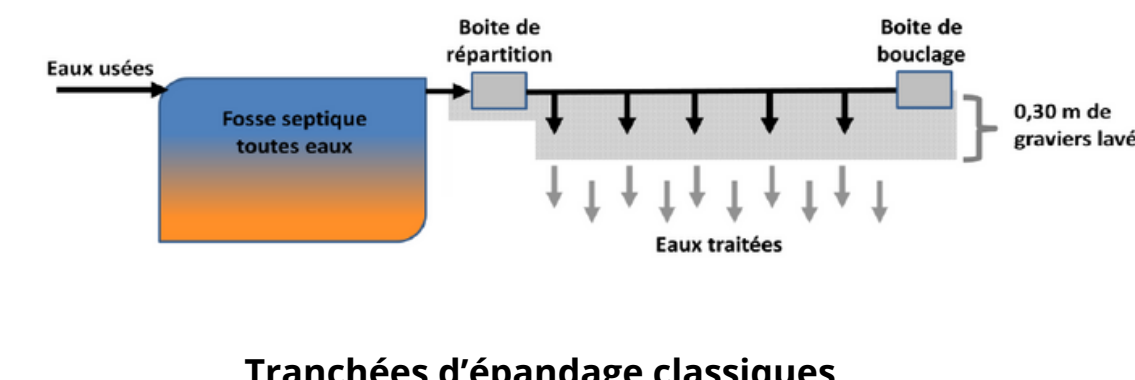 Eaux usées
Fosse septique
toutes eaux
Boite de
répartition
Boite de
bouclage
0,30 m de
graviers lavé
Eaux traitées
Tranchées d’épandage classiques